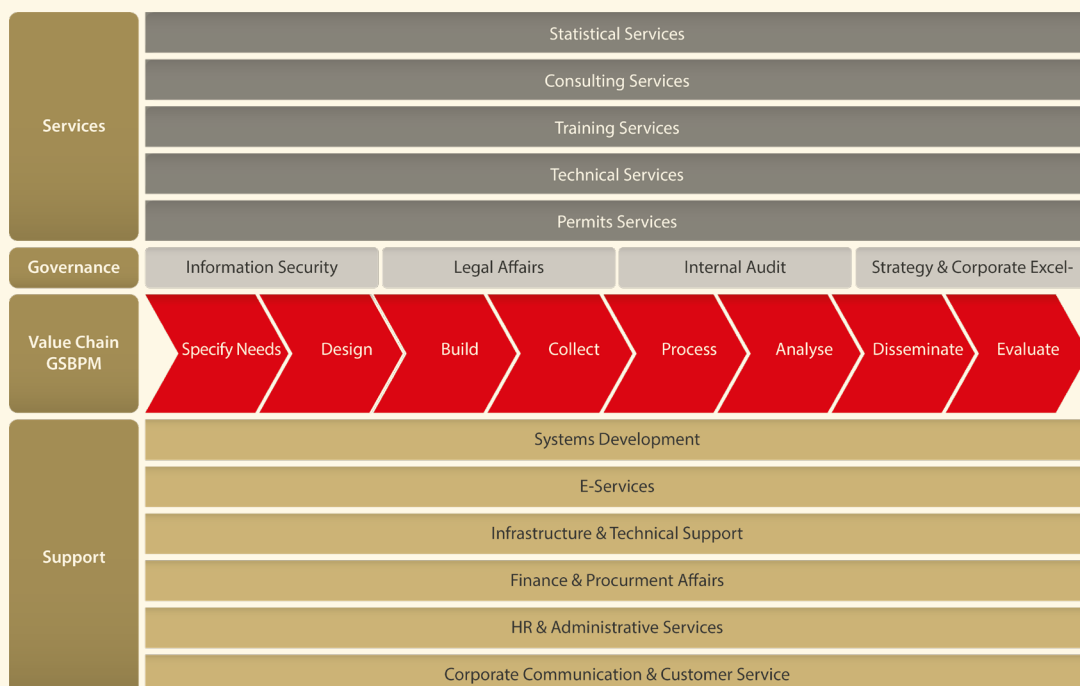 Services
Statistical Services
Consulting Services
Training Services
Technical Services
Permits Services
Governance
Information Security
Legal Affairs
Internal Audit
Strategy & Corporate Excel-
Value Chain
GSBPM
Specify Needs
Design
Build
Collect
Process
Analyse
Disseminate
Evaluate
Support
Systems Development
E-Services
Infrastructure & Technical Support
Finance & Procurment Affairs
HR & Administrative Services
Corporate Communication & Customer Service